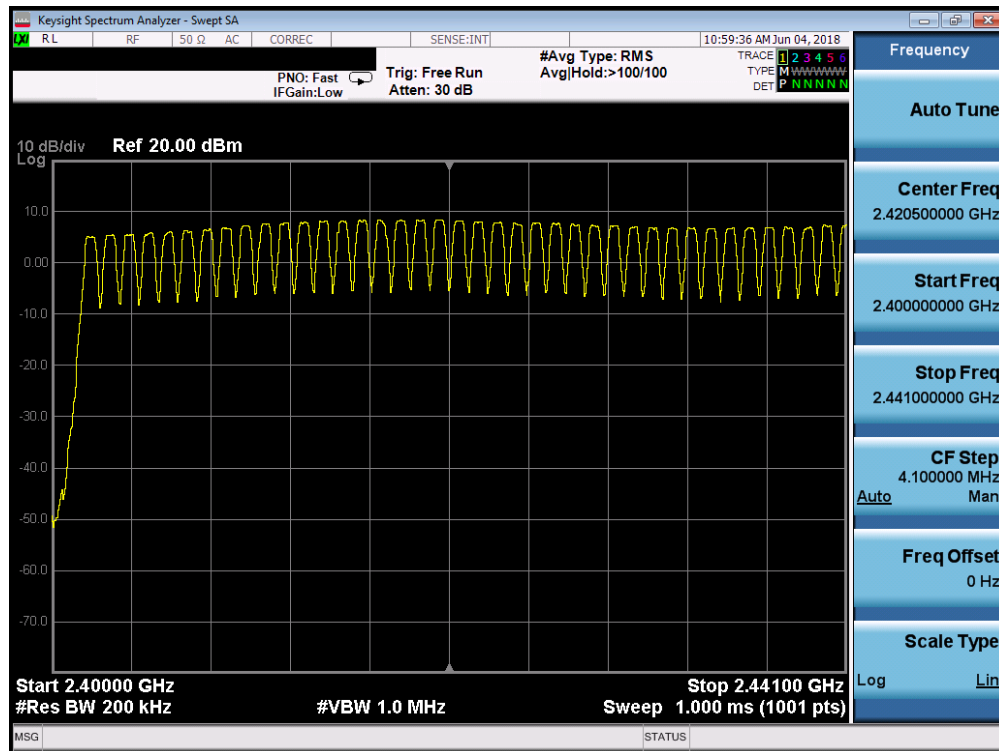 Keysight Spectrum Analyzer - Swept SA
LXI RL RF 50 Ω AC CORREC SENSE:INT 10:59:36 AM Jun 04, 2018
PNO: Fast
IFGain:Low
Trig: Free Run
Atten: 30 dB
#Avg Type: RMS
Avg|Hold:>100/100
TRACE 1 2 3 4 5 6
TYPE M WWWWW
DET P N N N N N
10 dB/div
Log
Ref 20.00 dBm
10.0
0.00
-10.0
-20.0
-30.0
-40.0
-50.0
-60.0
-70.0
Start 2.40000 GHz
Stop 2.44100 GHz
#Res BW 200 kHz
#VBW 1.0 MHz
Sweep 1.000 ms (1001 pts)
Frequency
Auto Tune
Center Freq
2.420500000 GHz
Start Freq
2.400000000 GHz
Stop Freq
2.441000000 GHz
CF Step
4.100000 MHz
Auto Man
Freq Offset
0 Hz
Scale Type
Log Lin
MSG STATUS